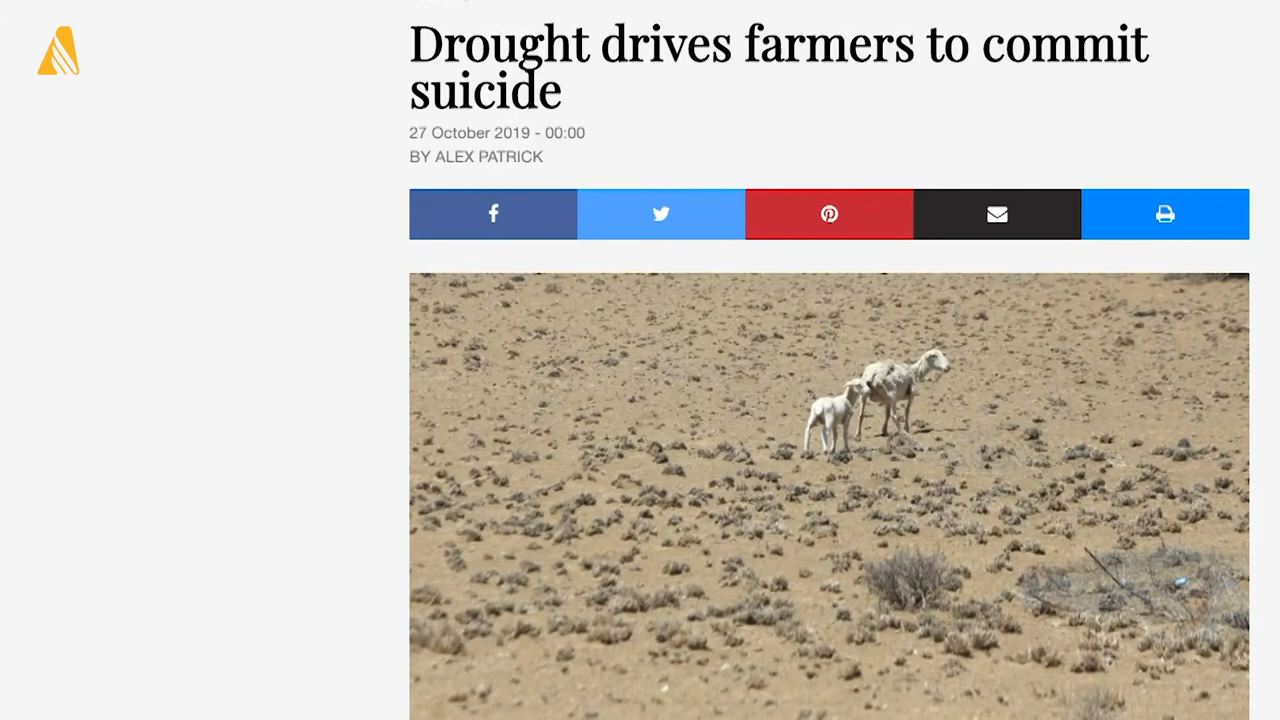 Drought drives farmers to commit
suicide
27 October 2019 - 00:00
BY ALEX PATRICK